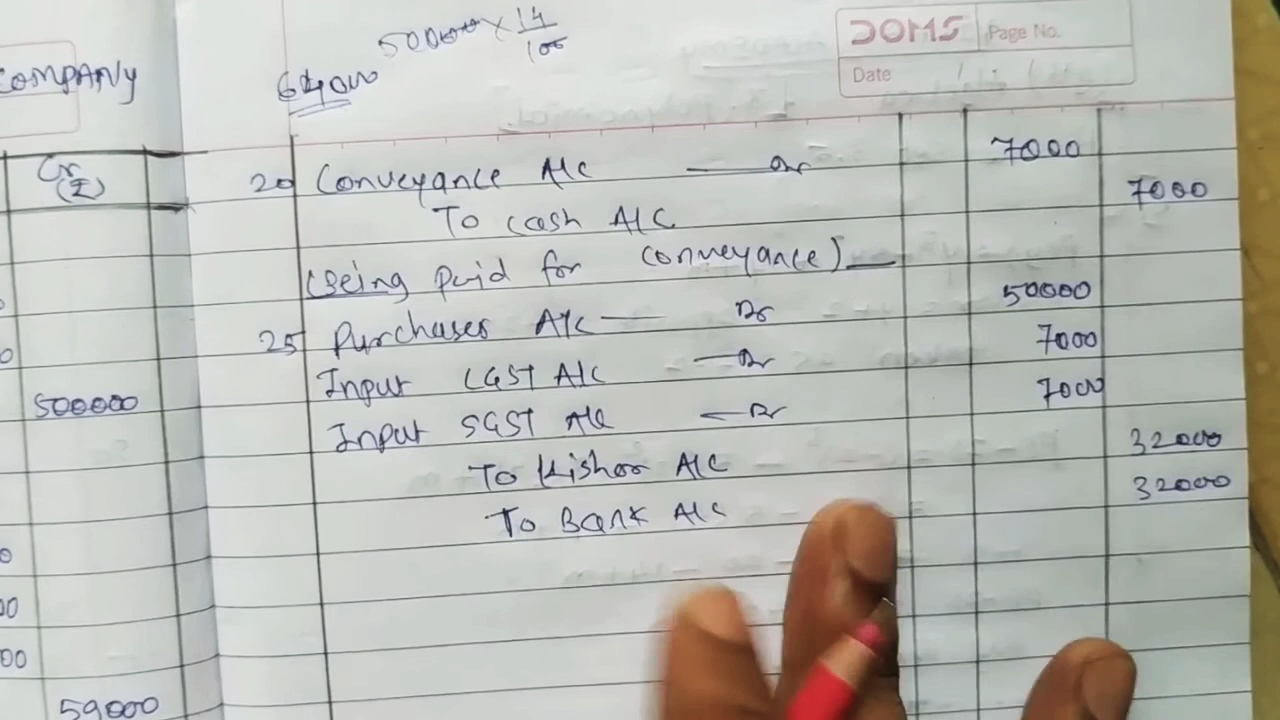 COMPANY
Cr
(₹)
500000
59000
50000 × 14/100
64000
DOMS Page No.
Date
20 Conveyance A/C Dr 7000
To Cash A/C 7000
(Being paid for conveyance)
25 Purchases A/C Dr 50000
Input CGST A/C Dr 7000
Input SGST A/C Dr 7000
To Kishor A/C 32000
To Bank A/C 32000